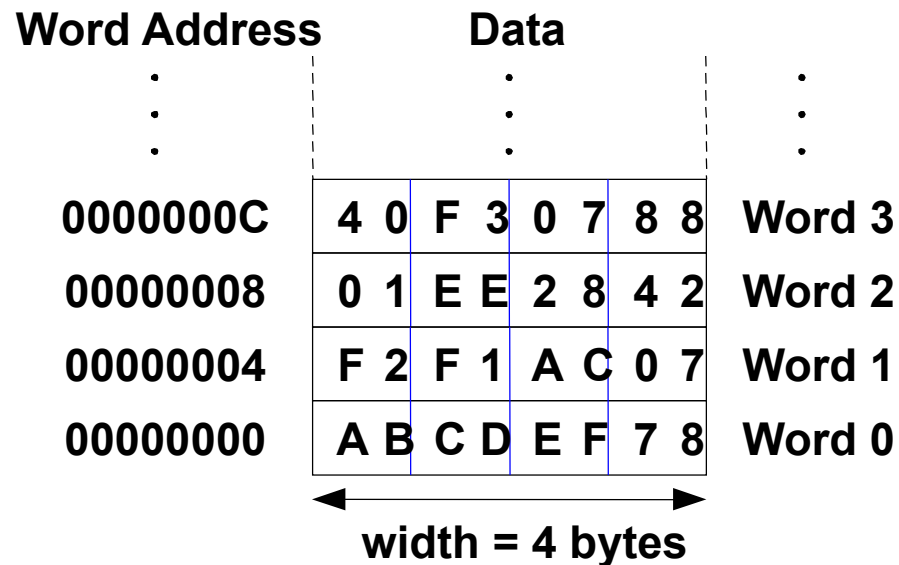 Word Address Data
0000000C 4 0 F 3 0 7 8 8 Word 3
00000008 0 1 E E 2 8 4 2 Word 2
00000004 F 2 F 1 A C 0 7 Word 1
00000000 A B C D E F 7 8 Word 0
width = 4 bytes